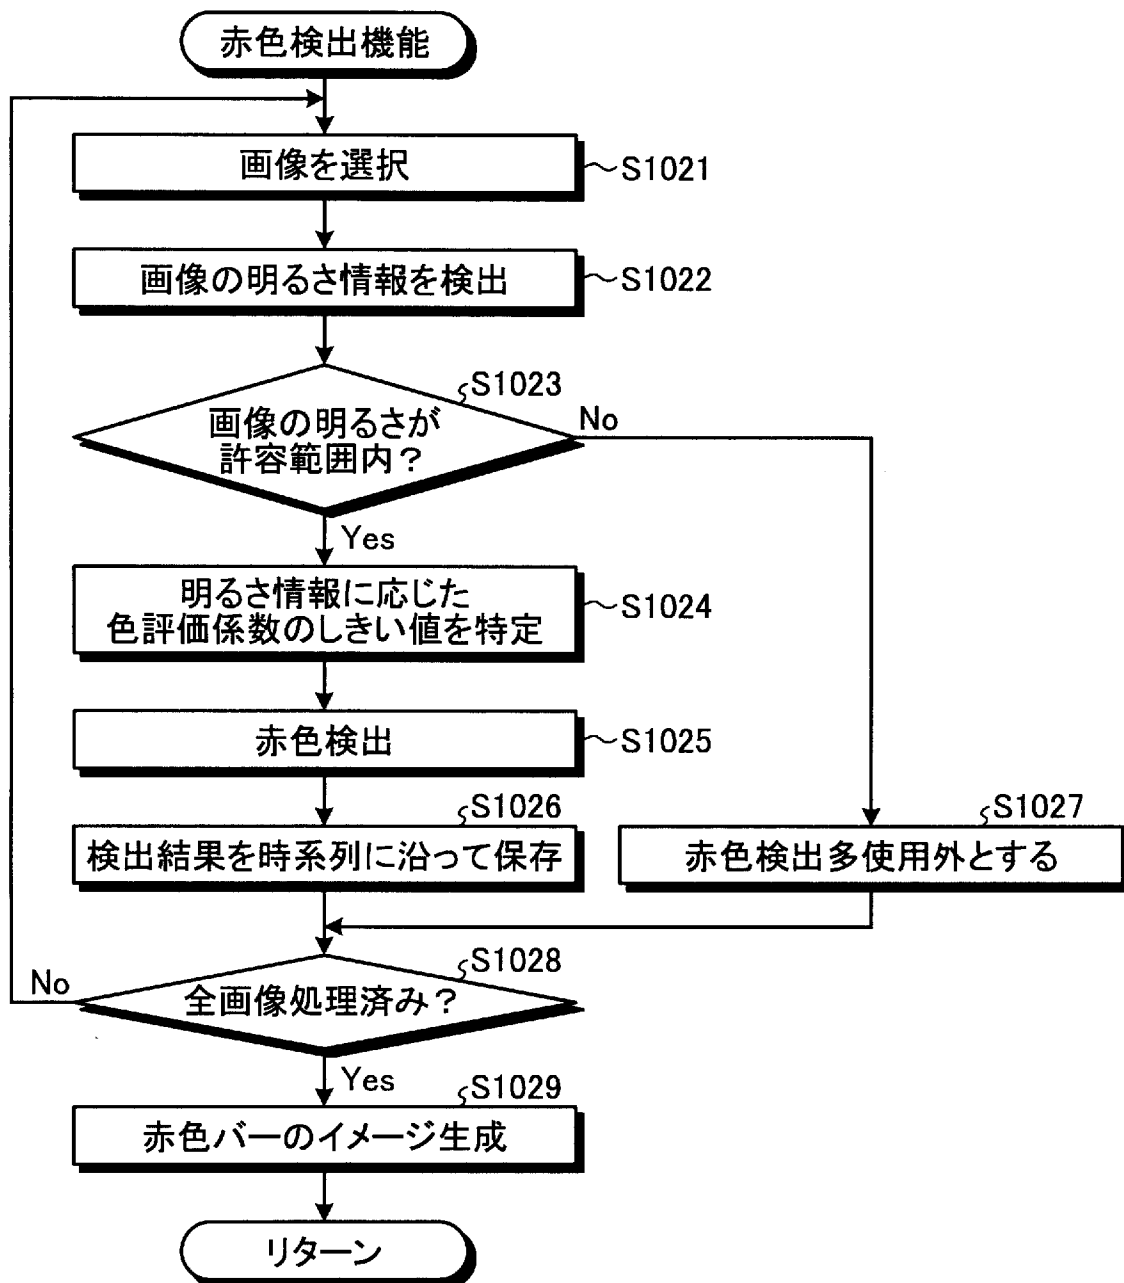 赤色検出機能
画像を選択
S1021
画像の明るさ情報を検出
S1022
S1023
画像の明るさが
許容範囲内？
No
Yes
明るさ情報に応じた
色評価係数のしきい値を特定
S1024
赤色検出
S1025
S1026
検出結果を時系列に沿って保存
S1027
赤色検出多使用外とする
S1028
全画像処理済み？
No
Yes
S1029
赤色バーのイメージ生成
リターン